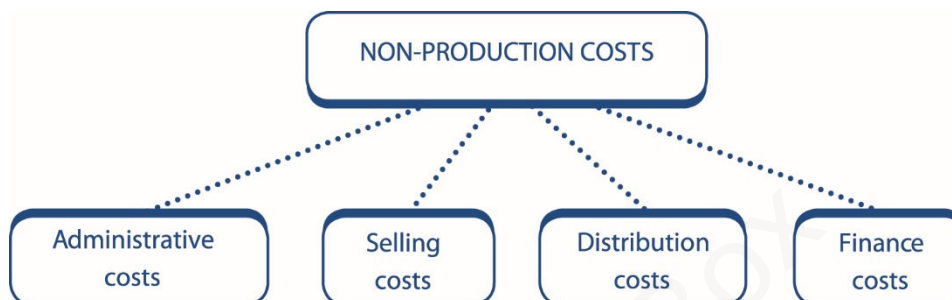 NON-PRODUCTION COSTS
Administrative
costs
Selling
costs
Distribution
costs
Finance
costs